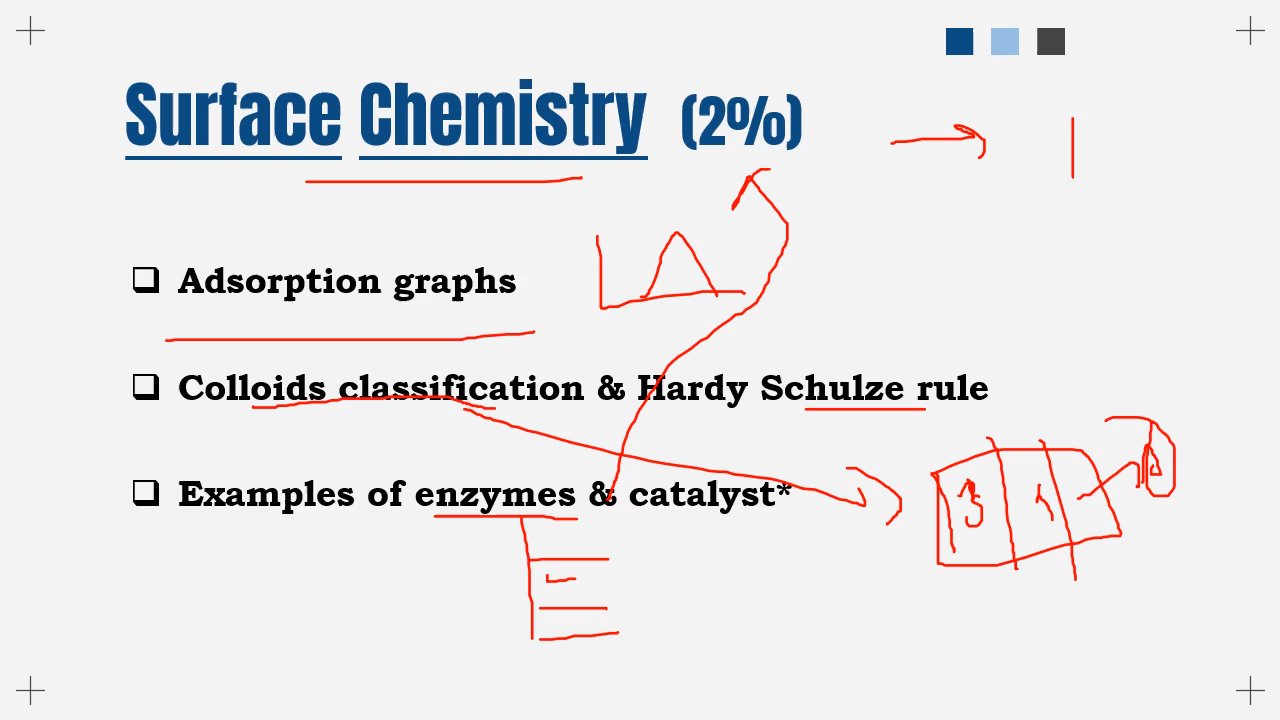 Surface Chemistry (2%)
Adsorption graphs
Colloids classification & Hardy Schulze rule
Examples of enzymes & catalyst*